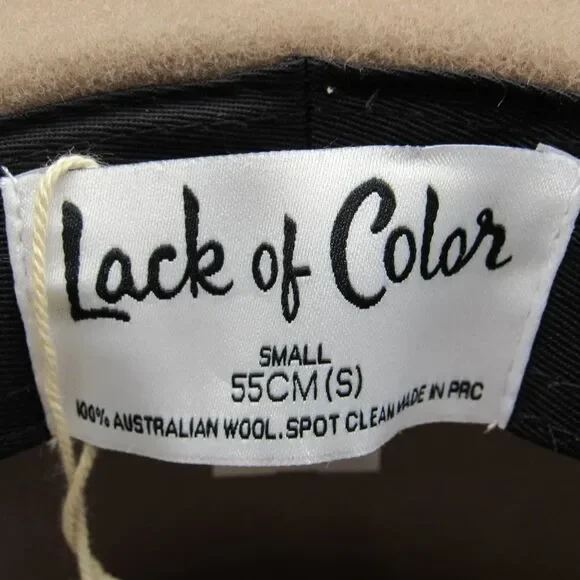 Lack of Color
SMALL
55CM (S)
100% AUSTRALIAN WOOL. SPOT CLEAN MADE IN PRC